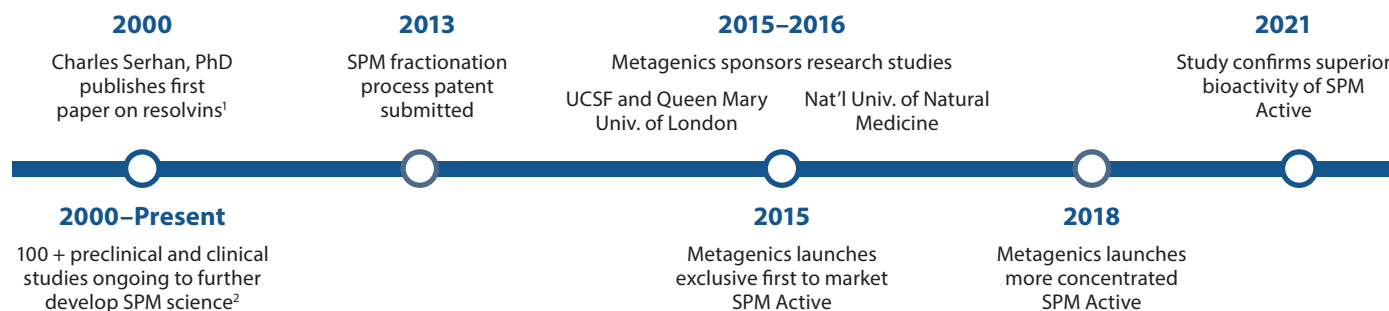 2000
Charles Serhan, PhD
publishes first
paper on resolvins¹
2013
SPM fractionation
process patent
submitted
2015–2016
Metagenics sponsors research studies
UCSF and Queen Mary
Univ. of London
Nat’l Univ. of Natural
Medicine
2021
Study confirms superior
bioactivity of SPM
Active
2000–Present
100 + preclinical and clinical
studies ongoing to further
develop SPM science²
2015
Metagenics launches
exclusive first to market
SPM Active
2018
Metagenics launches
more concentrated
SPM Active